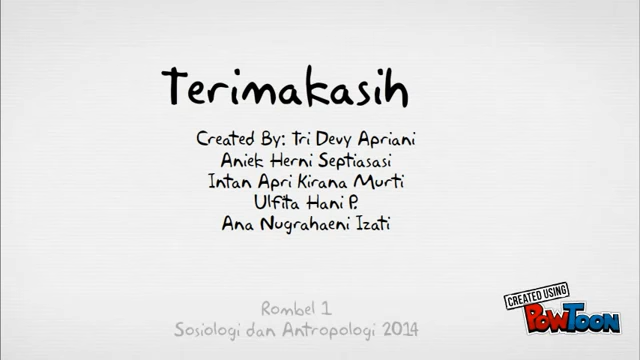 Terimakasih
Created By: Tri Devy Apriani
Aniek Herni Septiasasi
Intan Apri Kirana Murti
Ulfita Hani P.
Ana Nugrahaeni Izati
Rombel 1
Sosiologi dan Antropologi 2014
CREATED USING
POWTOON